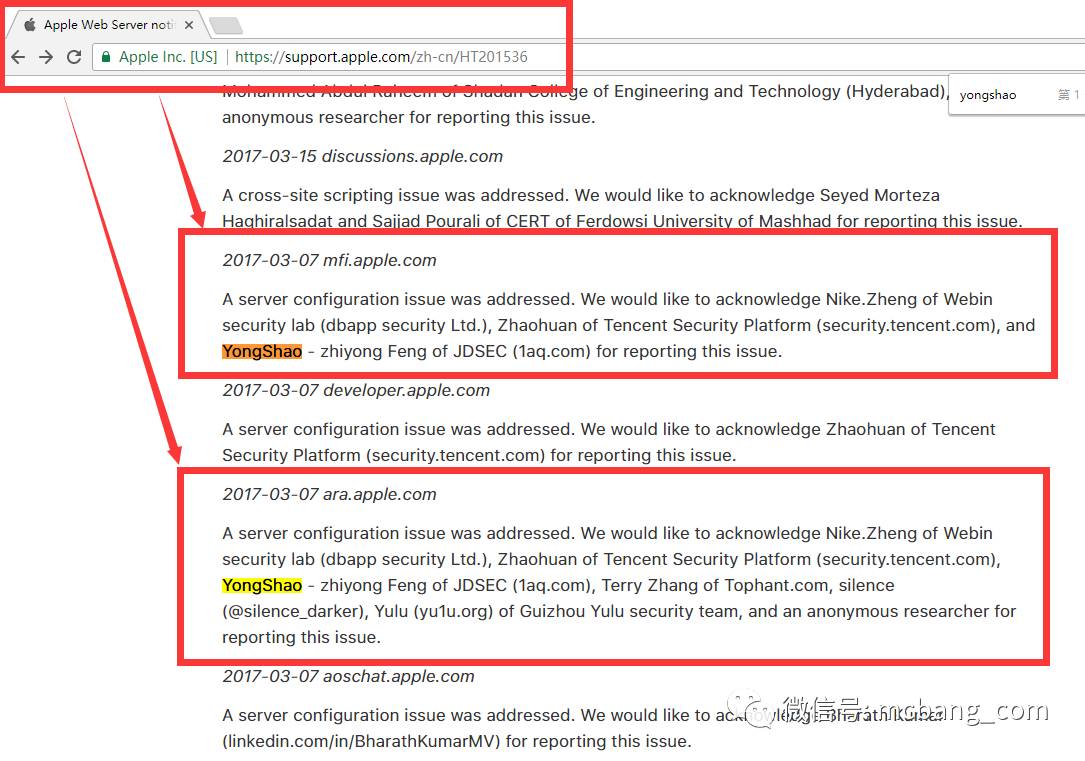 Apple Web Server noti
Apple Inc. [US] https://support.apple.com/zh-cn/HT201536
yongshao 第 1
Mohammed Abdul Raheem of Shadan College of Engineering and Technology (Hyderabad),
anonymous researcher for reporting this issue.
2017-03-15 discussions.apple.com
A cross-site scripting issue was addressed. We would like to acknowledge Seyed Morteza
Haghiralsadat and Sajjad Pourali of CERT of Ferdowsi University of Mashhad for reporting this issue.
2017-03-07 mfi.apple.com
A server configuration issue was addressed. We would like to acknowledge Nike.Zheng of Webin
security lab (dbapp security Ltd.), Zhaohuan of Tencent Security Platform (security.tencent.com), and
YongShao - zhiyong Feng of JDSEC (1aq.com) for reporting this issue.
2017-03-07 developer.apple.com
A server configuration issue was addressed. We would like to acknowledge Zhaohuan of Tencent
Security Platform (security.tencent.com) for reporting this issue.
2017-03-07 ara.apple.com
A server configuration issue was addressed. We would like to acknowledge Nike.Zheng of Webin
security lab (dbapp security Ltd.), Zhaohuan of Tencent Security Platform (security.tencent.com),
YongShao - zhiyong Feng of JDSEC (1aq.com), Terry Zhang of Tophant.com, silence
(@silence_darker), Yulu (yu1u.org) of Guizhou Yulu security team, and an anonymous researcher for
reporting this issue.
2017-03-07 aoschat.apple.com
A server configuration issue was addressed. We would like to acknowledge Bharath Kumar
(linkedin.com/in/BharathKumarMV) for reporting this issue.
微信号: mcbang_com